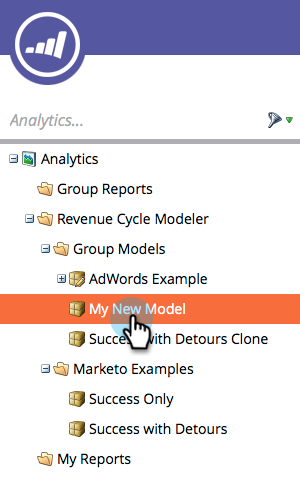 Analytics...
Analytics
Group Reports
Revenue Cycle Modeler
Group Models
AdWords Example
My New Model
Success with Detours Clone
Marketo Examples
Success Only
Success with Detours
My Reports